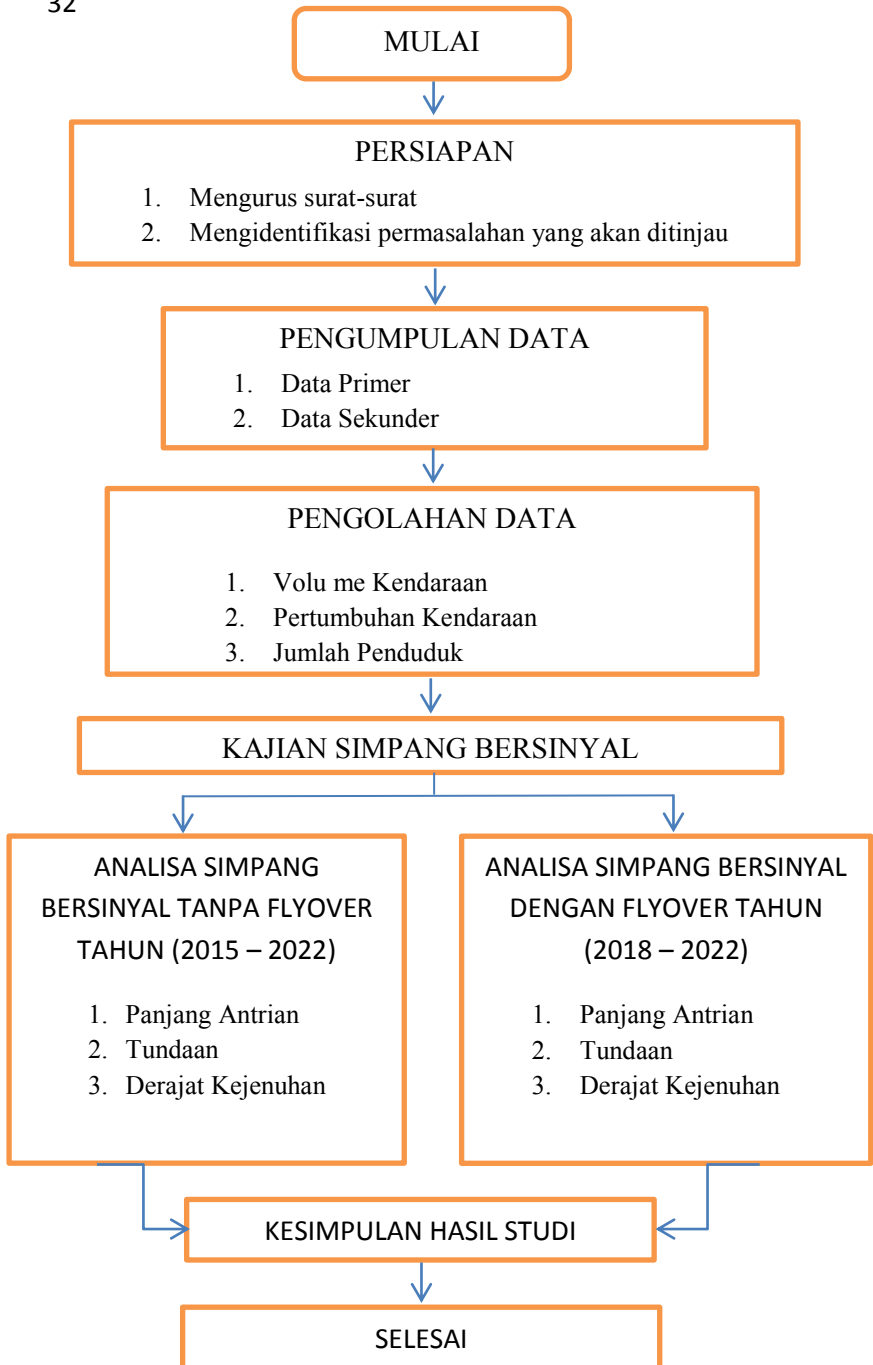 32
MULAI
PERSIAPAN
1. Mengurus surat-surat
2. Mengidentifikasi permasalahan yang akan ditinjau
PENGUMPULAN DATA
1. Data Primer
2. Data Sekunder
PENGOLAHAN DATA
1. Volu me Kendaraan
2. Pertumbuhan Kendaraan
3. Jumlah Penduduk
KAJIAN SIMPANG BERSINYAL
ANALISA SIMPANG
BERSINYAL TANPA FLYOVER
TAHUN (2015 – 2022)
1. Panjang Antrian
2. Tundaan
3. Derajat Kejenuhan
ANALISA SIMPANG BERSINYAL
DENGAN FLYOVER TAHUN
(2018 – 2022)
1. Panjang Antrian
2. Tundaan
3. Derajat Kejenuhan
KESIMPULAN HASIL STUDI
SELESAI